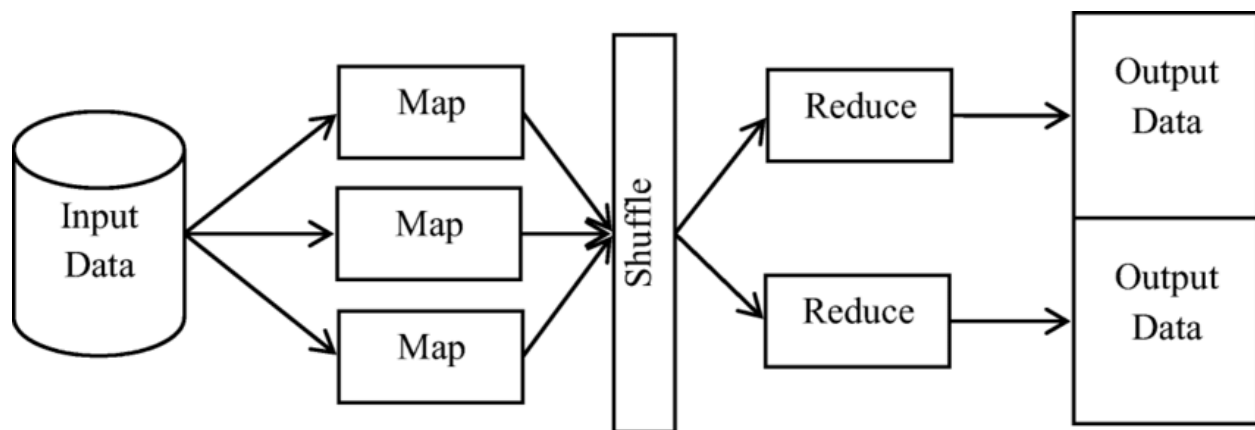 Input
Data
Map
Map
Map
Shuffle
Reduce
Reduce
Output
Data
Output
Data